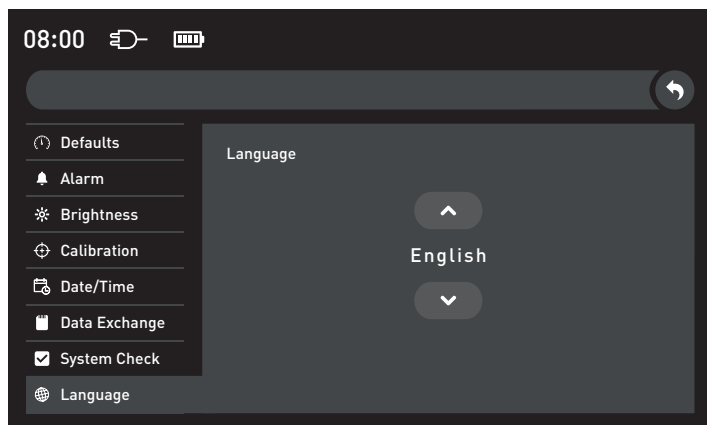 08:00
Defaults
Alarm
Brightness
Calibration
Date/Time
Data Exchange
System Check
Language
Language
English